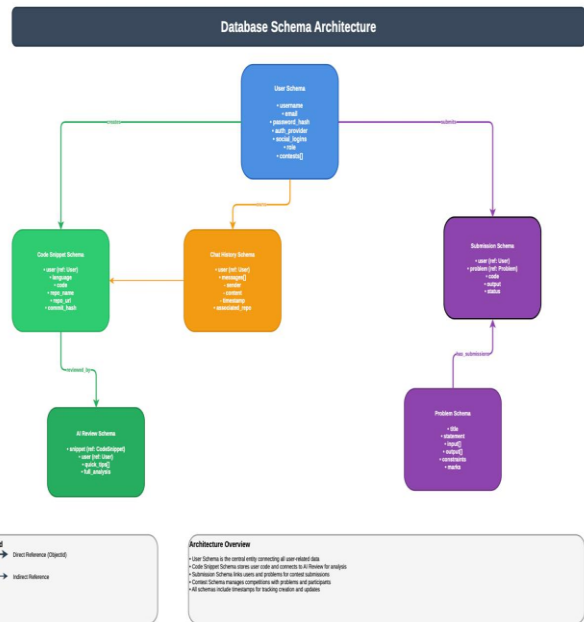 Database Schema Architecture
User Schema
• username
• email
• password_hash
• auth_provider
• social_logins
• role
• contests[]
creates
submits
Code Snippet Schema
• user (ref: User)
• language
• code
• repo_name
• repo_url
• commit_hash
Chat History Schema
• user (ref: User)
• messages[]
- sender
- content
- timestamp
• associated_repo
Submission Schema
• user (ref: User)
• problem (ref: Problem)
• code
• output
• status
reviewed_by
has_submissions
AI Review Schema
• snippet (ref: CodeSnippet)
• user (ref: User)
• quick_tips[]
• full_analysis
Problem Schema
• title
• statement
• input[]
• output[]
• constraints
• marks
d
Direct Reference (ObjectId)
Indirect Reference
Architecture Overview
• User Schema is the central entity connecting all user-related data
• Code Snippet Schema stores user code and connects to AI Review for analysis
• Submission Schema links users and problems for contest submissions
• Contest Schema manages competitions with problems and participants
• All schemas include timestamps for tracking creation and updates